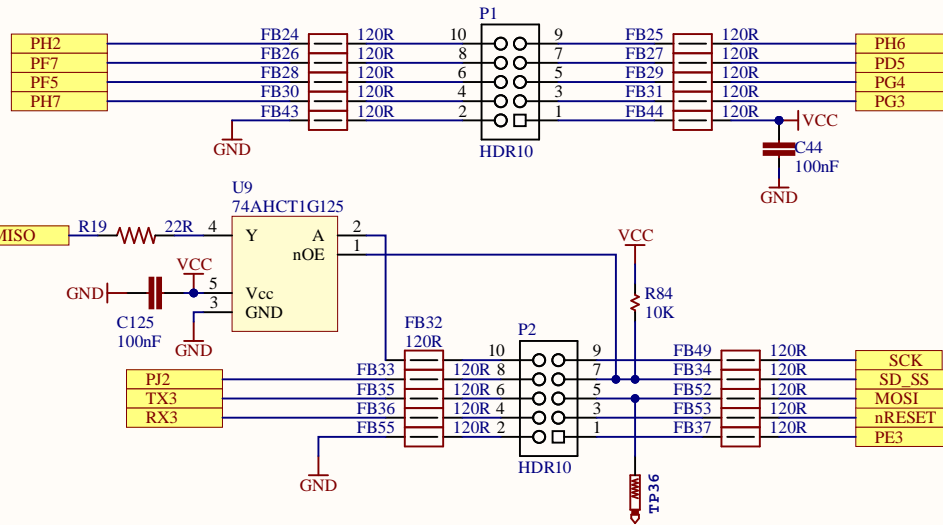 P1
PH2 FB24 120R 10 9 FB25 120R PH6
PF7 FB26 120R 8 7 FB27 120R PD5
PF5 FB28 120R 6 5 FB29 120R PG4
PH7 FB30 120R 4 3 FB31 120R PG3
FB43 120R 2 1 FB44 120R VCC
GND
HDR10
C44
100nF
GND
U9
74AHCT1G125
MISO R19 22R 4 Y A 2
nOE 1
VCC
VCC
GND 5 Vcc
3 GND
R84
10K
C125
100nF
GND
FB32
120R
P2
10 9 FB49 120R SCK
PJ2 FB33 120R 8 7 FB34 120R SD_SS
TX3 FB35 120R 6 5 FB52 120R MOSI
RX3 FB36 120R 4 3 FB53 120R nRESET
FB55 120R 2 1 FB37 120R PE3
HDR10
GND
TP36